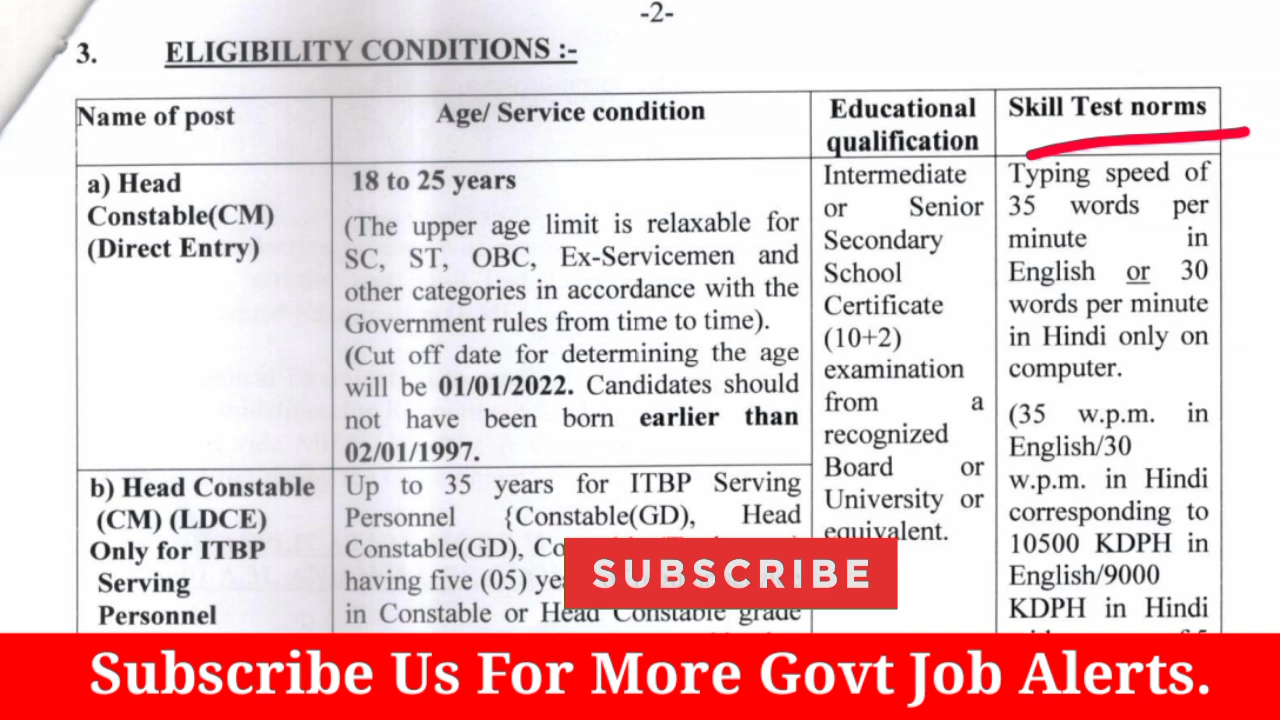 -2-
3. ELIGIBILITY CONDITIONS :-
Name of post
Age/ Service condition
Educational
qualification
Skill Test norms
a) Head
Constable(CM)
(Direct Entry)
18 to 25 years
(The upper age limit is relaxable for
SC, ST, OBC, Ex-Servicemen and
other categories in accordance with the
Government rules from time to time).
(Cut off date for determining the age
will be 01/01/2022. Candidates should
not have been born earlier than
02/01/1997.
Intermediate
or Senior
Secondary
School
Certificate
(10+2)
examination
from a
recognized
Board or
University or
equivalent.
Typing speed of
35 words per
minute in
English or 30
words per minute
in Hindi only on
computer.
(35 w.p.m. in
English/30
w.p.m. in Hindi
corresponding to
10500 KDPH in
English/9000
KDPH in Hindi
b) Head Constable
(CM) (LDCE)
Only for ITBP
Serving
Personnel
Up to 35 years for ITBP Serving
Personnel {Constable(GD), Head
Constable(GD),
having five (05)
in Constable or Head Constable grade
SUBSCRIBE
Subscribe Us For More Govt Job Alerts.